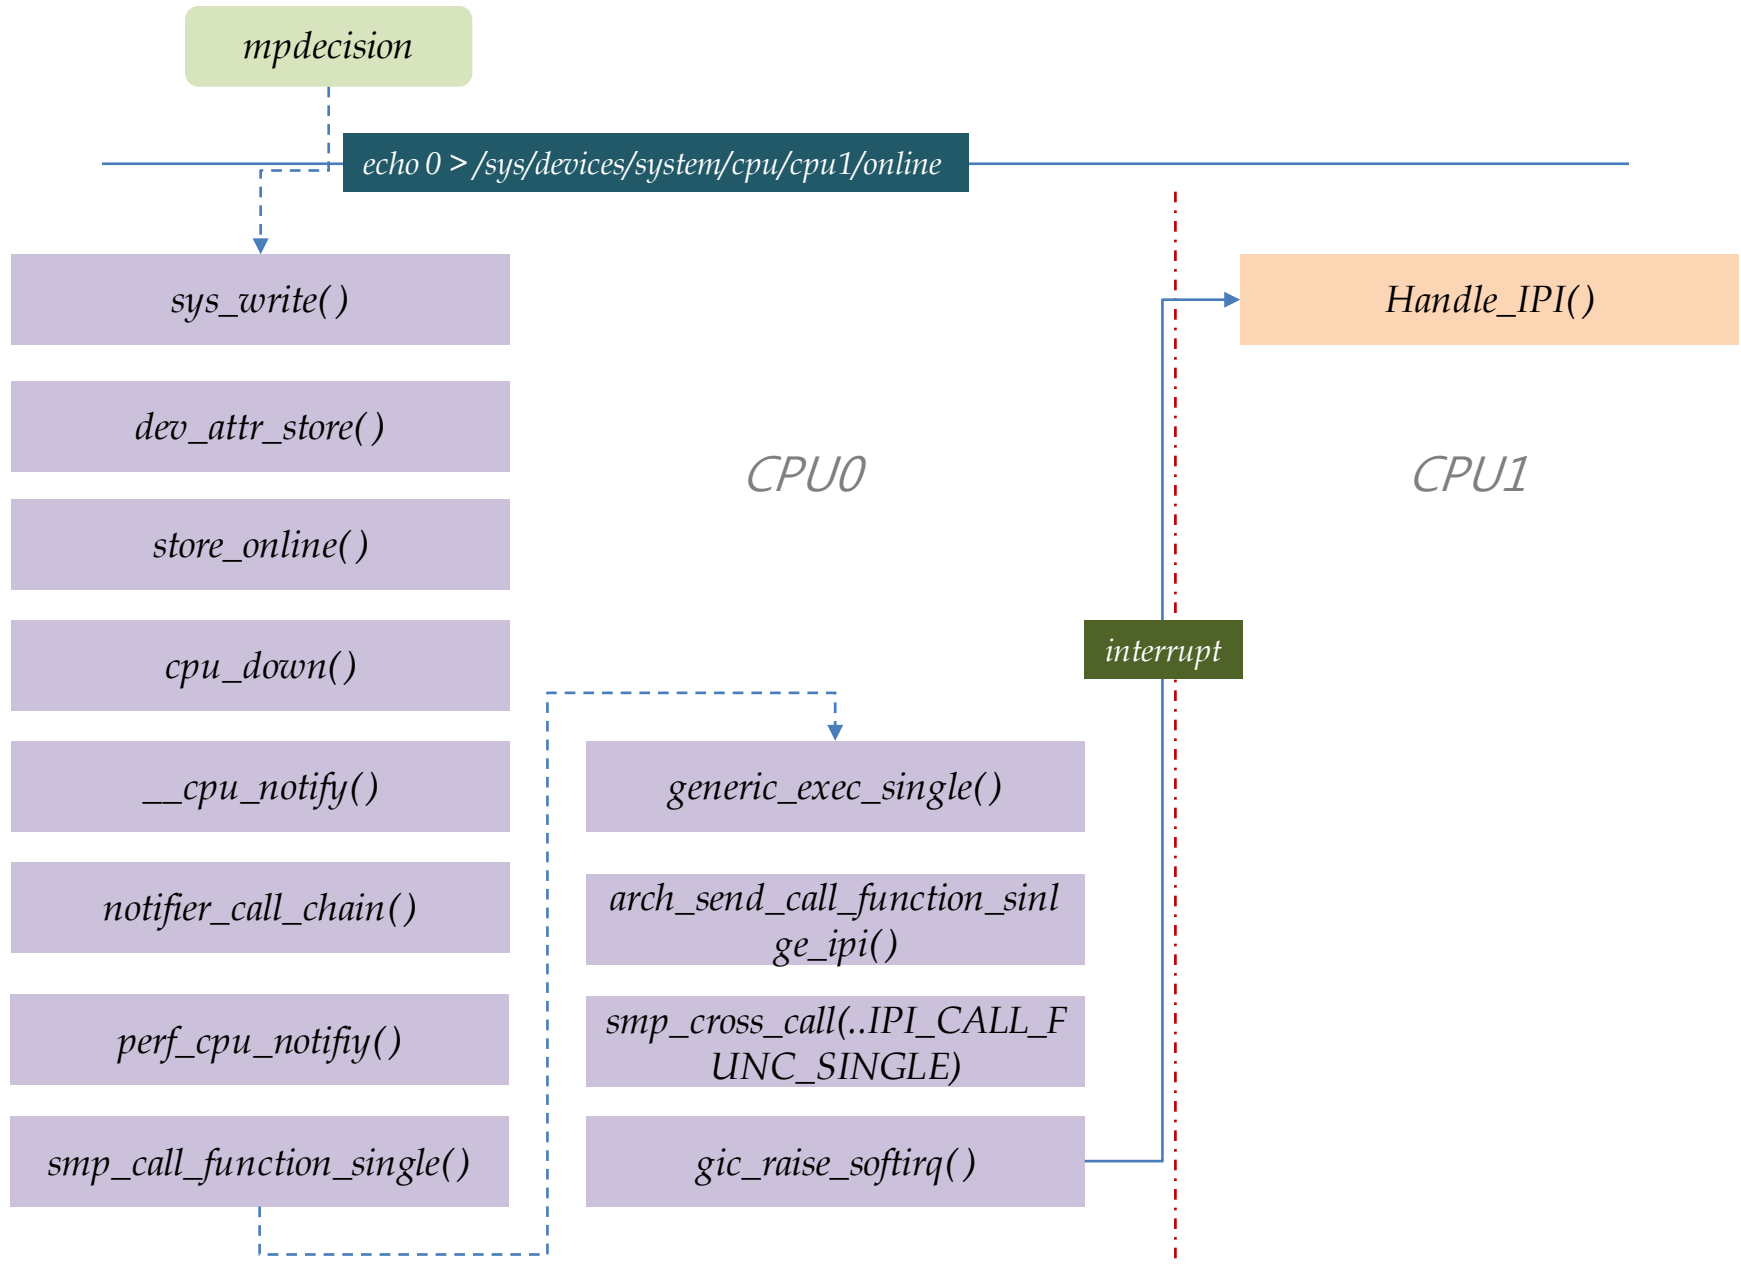 mpdecision
echo 0 > /sys/devices/system/cpu/cpu1/online
sys_write( )
Handle_IPI( )
dev_attr_store( )
CPU0
CPU1
store_online( )
cpu_down( )
interrupt
__cpu_notify( )
generic_exec_single( )
notifier_call_chain( )
arch_send_call_function_sinl
ge_ipi( )
perf_cpu_notifiy( )
smp_cross_call(..IPI_CALL_F
UNC_SINGLE)
smp_call_function_single( )
gic_raise_softirq( )